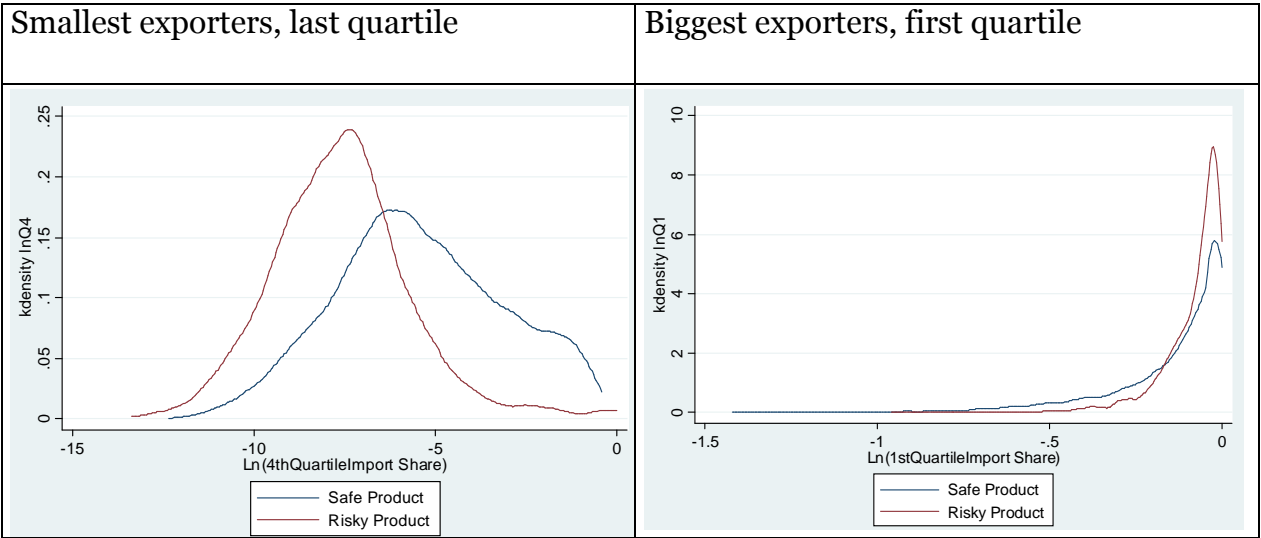 Smallest exporters, last quartile
Biggest exporters, first quartile
kdensity lnQ4
.25
.2
.15
.1
.05
0
-15
-10
-5
0
Ln(4thQuartileImport Share)
Safe Product
Risky Product
kdensity lnQ1
10
8
6
4
2
0
-1.5
-1
-.5
0
Ln(1stQuartileImport Share)
Safe Product
Risky Product